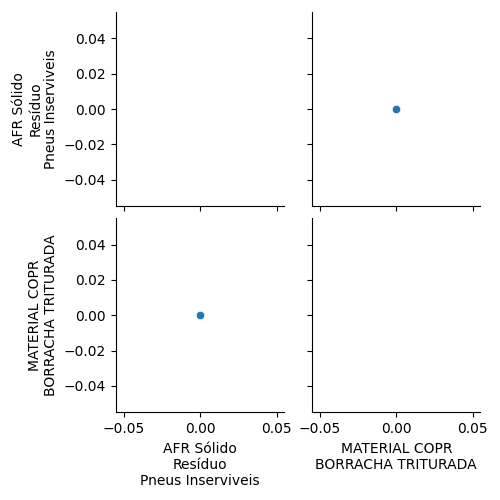 AFR Sólido
Resíduo
Pneus Inserviveis
0.04
0.02
0.00
−0.02
−0.04
MATERIAL COPR
BORRACHA TRITURADA
0.04
0.02
0.00
−0.02
−0.04
−0.05 0.00 0.05
AFR Sólido
Resíduo
Pneus Inserviveis
−0.05 0.00 0.05
MATERIAL COPR
BORRACHA TRITURADA